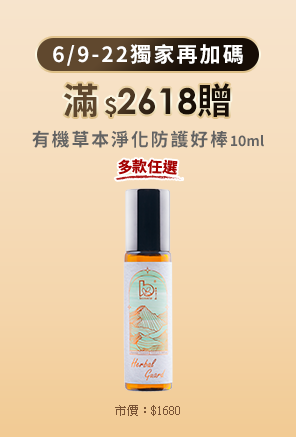 6/9-22獨家再加碼
滿$2618贈
有機草本淨化防護好棒10ml
多款任選
b
Herbal
Guard
市價：$1680